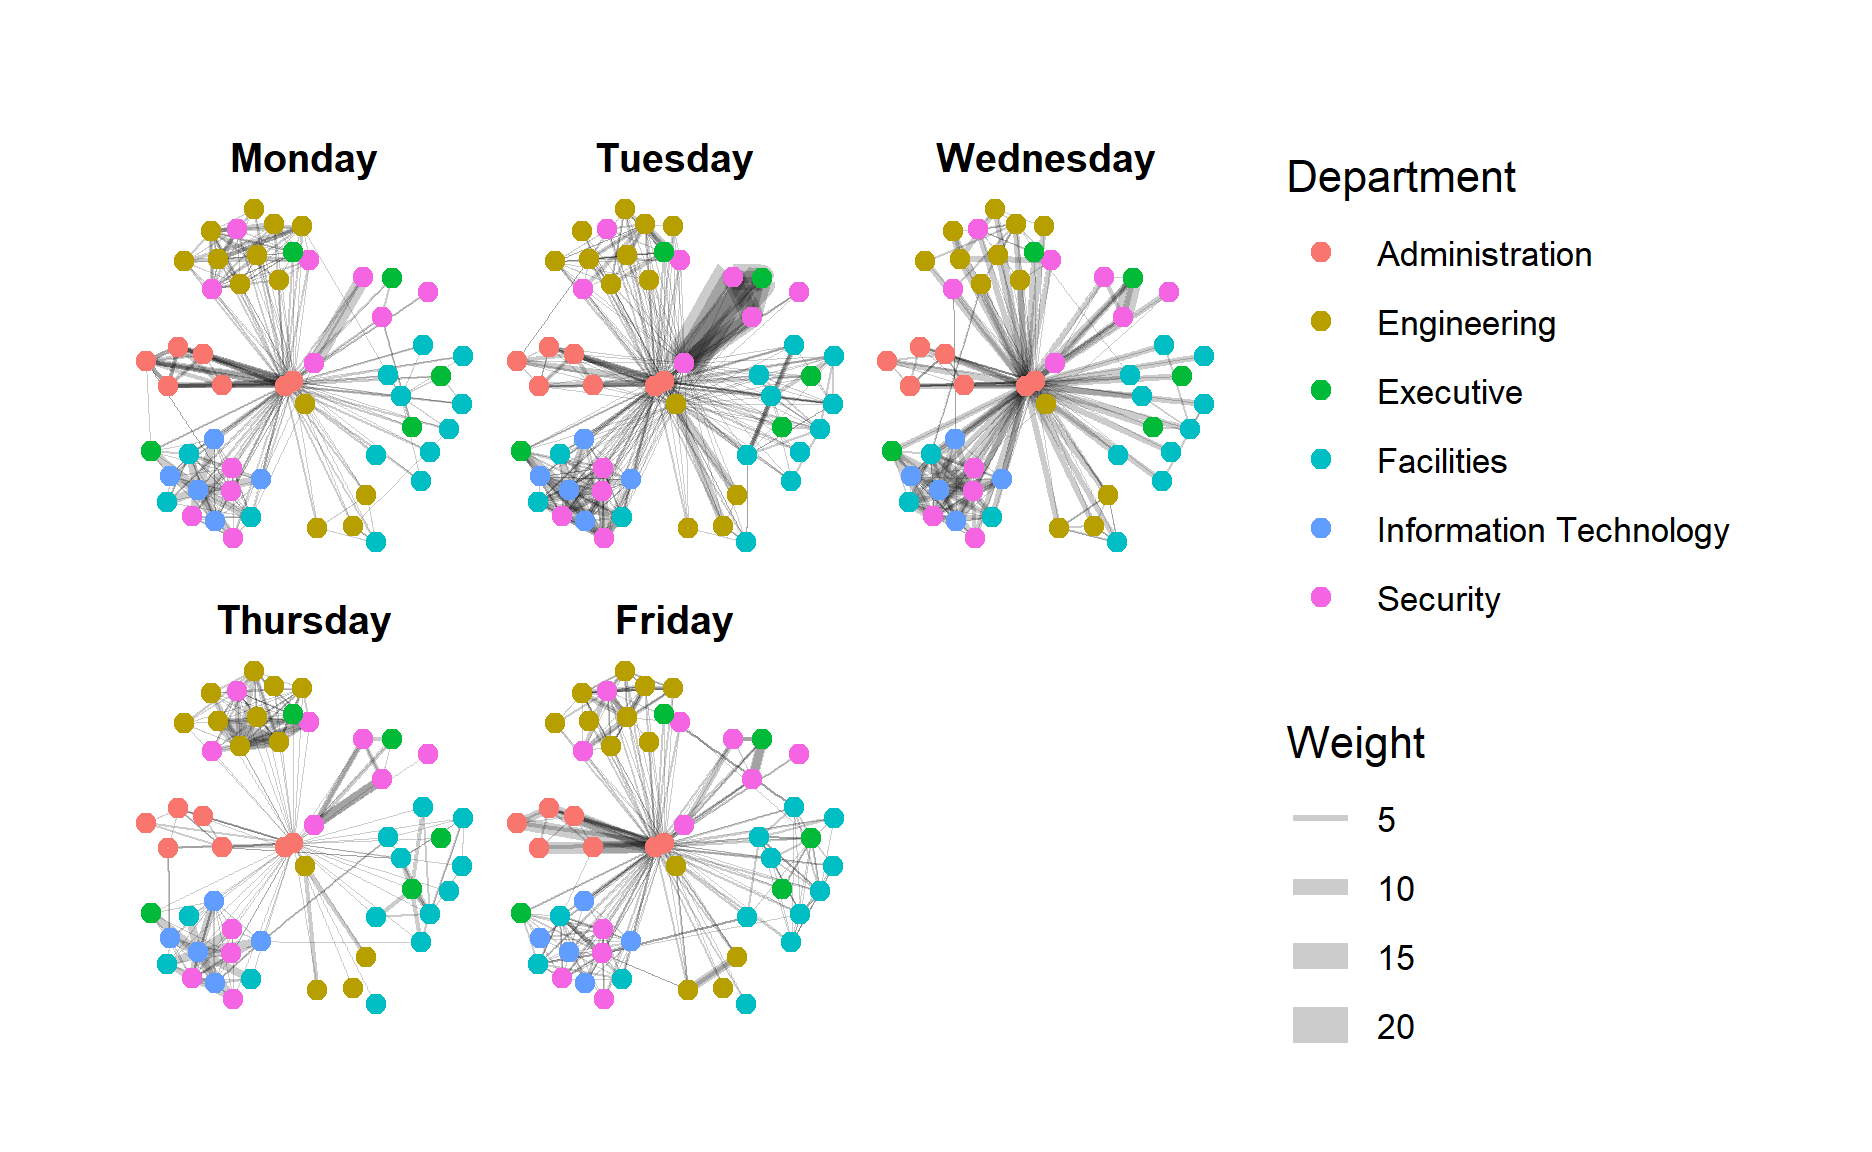 Monday
Tuesday
Wednesday
Thursday
Friday
Department
Administration
Engineering
Executive
Facilities
Information Technology
Security
Weight
5
10
15
20